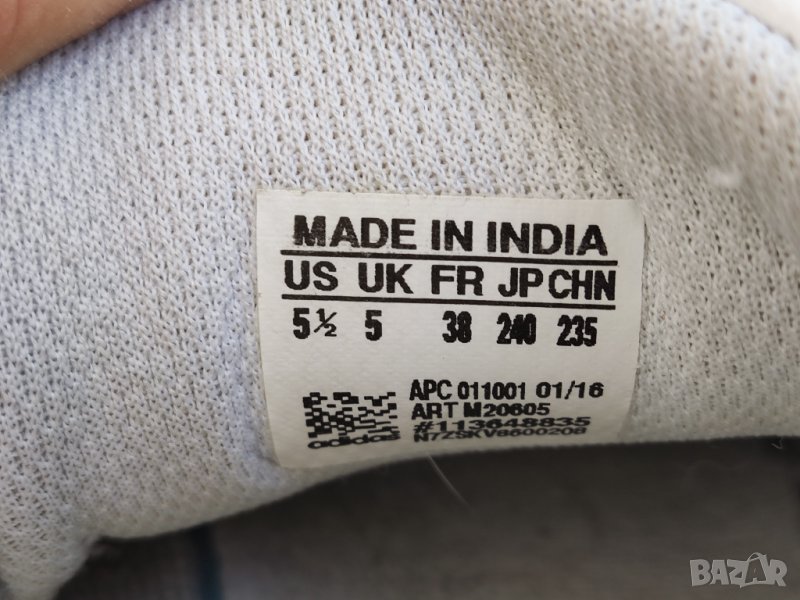 MADE IN INDIA
US UK FR JP CHN
5½ 5 38 240 235
APC 011001 01/16
ART M20605
#113648835
adidas N7ZSKV8600208
BAZAR